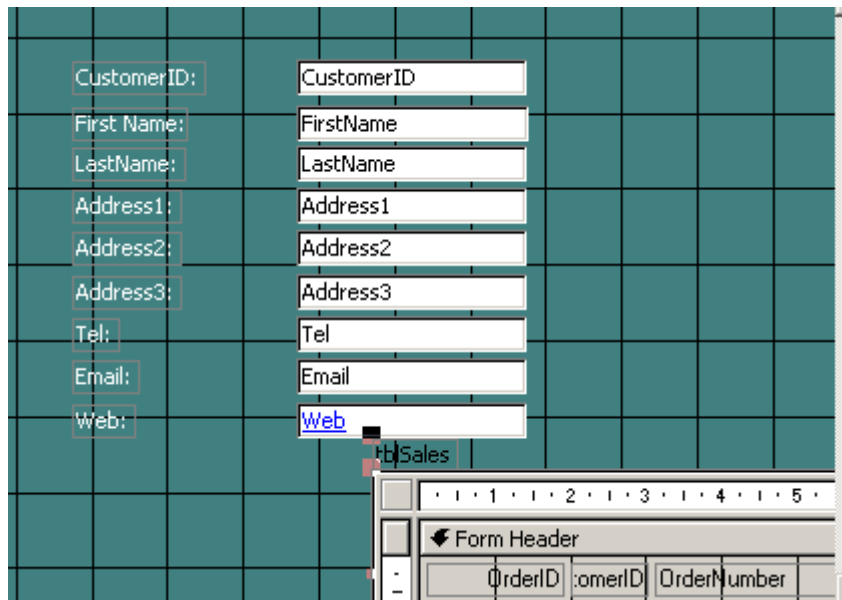 CustomerID: CustomerID
First Name: FirstName
LastName: LastName
Address1: Address1
Address2: Address2
Address3: Address3
Tel: Tel
Email: Email
Web: Web
tblSales
1 2 3 4 5
Form Header
OrderID tomerID OrderNumber